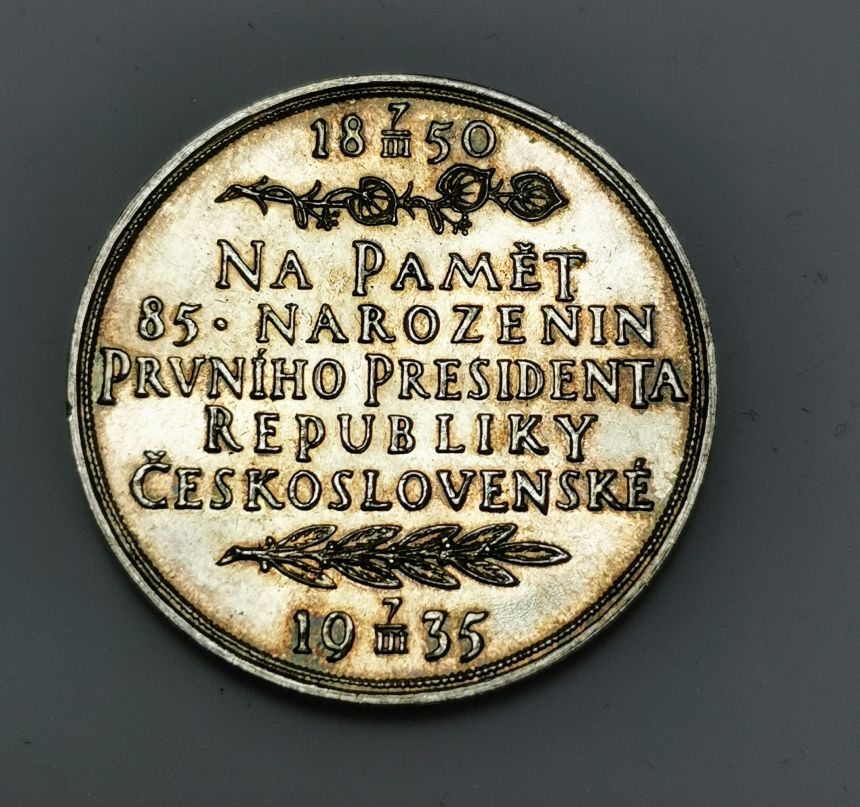 18 7/III 50
NA PAMĚT
85. NAROZENIN
PRVNÍHO PRESIDENTA
REPUBLIKY
ČESKOSLOVENSKÉ
19 7/III 35